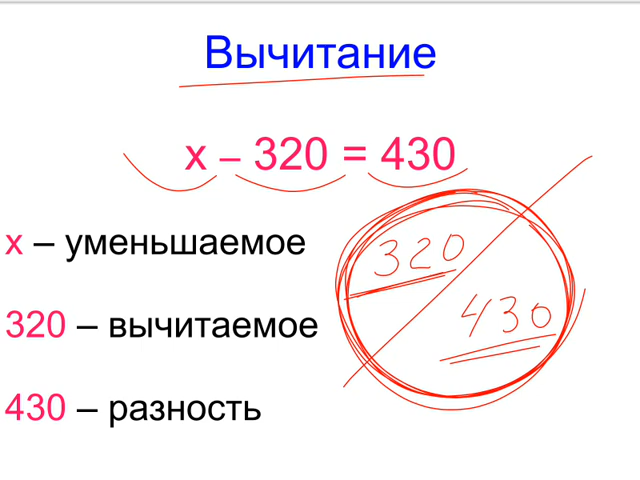 Вычитание
х – 320 = 430
х – уменьшаемое
320
320 – вычитаемое
430
430 – разность